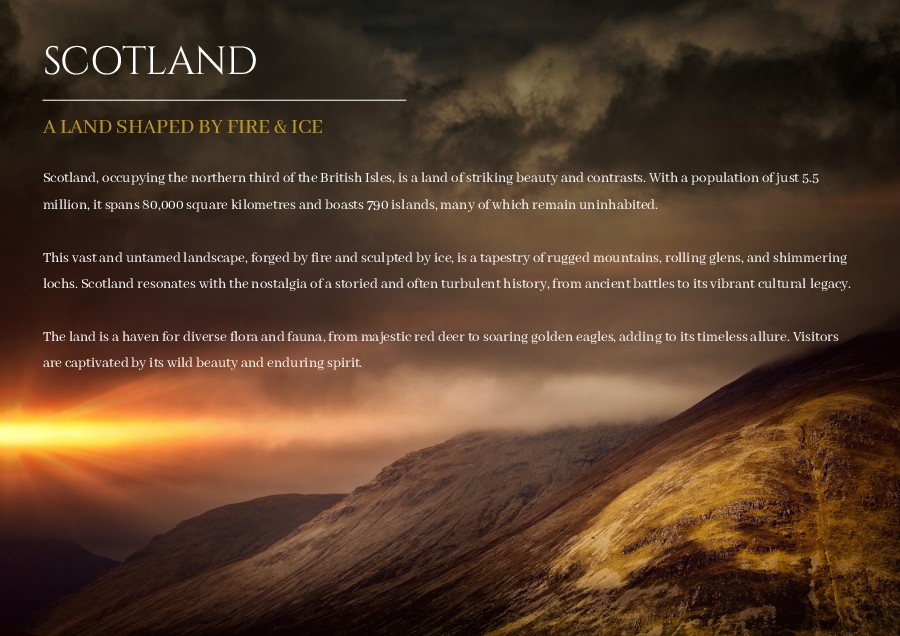 SCOTLAND
A LAND SHAPED BY FIRE & ICE
Scotland, occupying the northern third of the British Isles, is a land of striking beauty and contrasts. With a population of just 5.5
million, it spans 80,000 square kilometres and boasts 790 islands, many of which remain uninhabited.
This vast and untamed landscape, forged by fire and sculpted by ice, is a tapestry of rugged mountains, rolling glens, and shimmering
lochs. Scotland resonates with the nostalgia of a storied and often turbulent history, from ancient battles to its vibrant cultural legacy.
The land is a haven for diverse flora and fauna, from majestic red deer to soaring golden eagles, adding to its timeless allure. Visitors
are captivated by its wild beauty and enduring spirit.